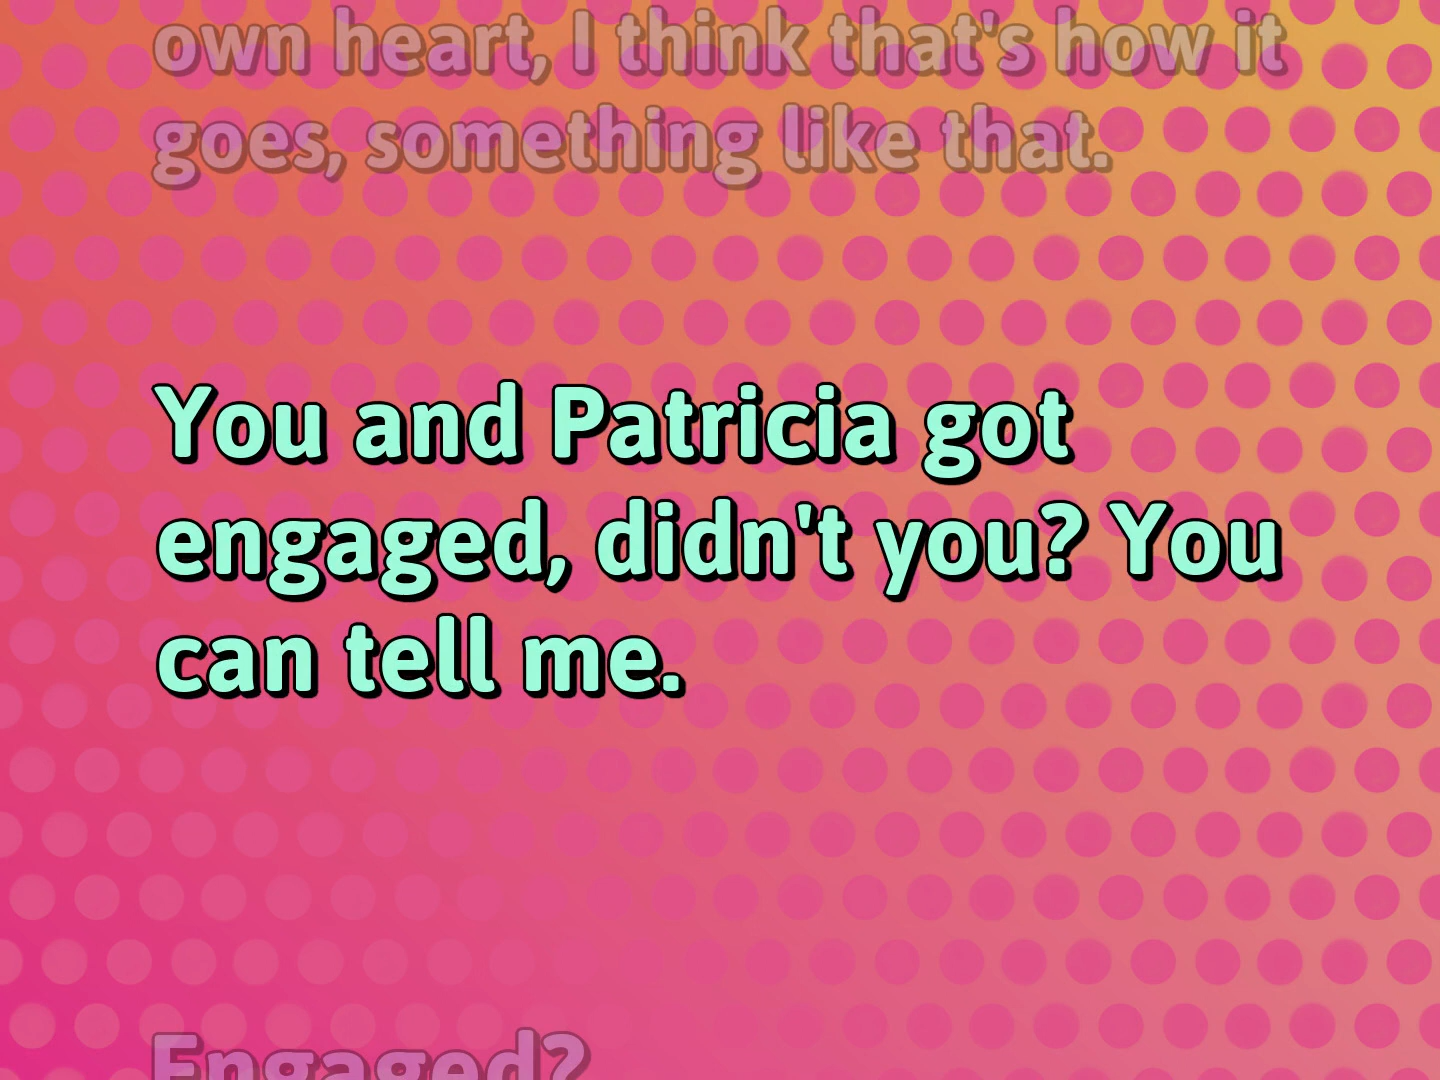 own heart, I think that's how it
goes, something like that.
You and Patricia got
engaged, didn't you? You
can tell me.
Engaged?